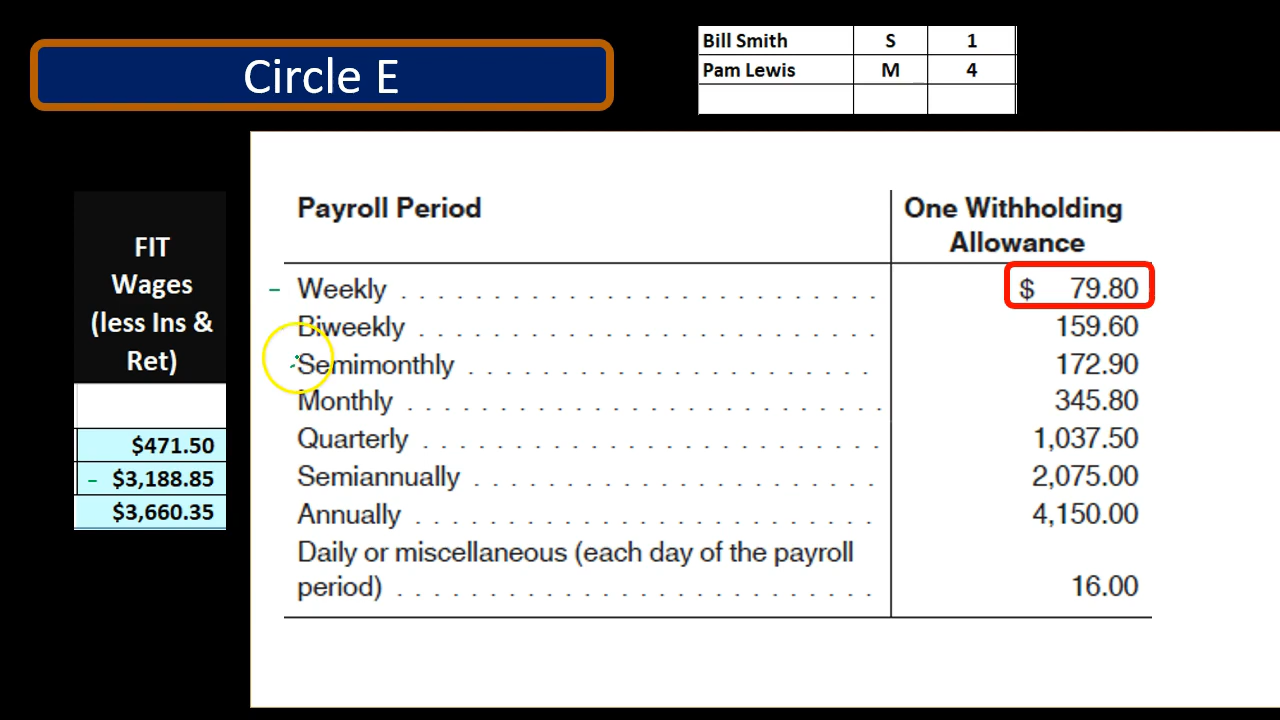 Circle E
Bill Smith S 1
Pam Lewis M 4
FIT
Wages
(less Ins &
Ret)
$471.50
- $3,188.85
$3,660.35
Payroll Period One Withholding
Allowance
- Weekly . . . . . . . . . . . . . . . . . . . . . . . . . . $ 79.80
Biweekly . . . . . . . . . . . . . . . . . . . . . . . . . 159.60
Semimonthly . . . . . . . . . . . . . . . . . . . . . . 172.90
Monthly . . . . . . . . . . . . . . . . . . . . . . . . . . 345.80
Quarterly . . . . . . . . . . . . . . . . . . . . . . . . . 1,037.50
Semiannually . . . . . . . . . . . . . . . . . . . . . . 2,075.00
Annually . . . . . . . . . . . . . . . . . . . . . . . . . 4,150.00
Daily or miscellaneous (each day of the payroll
period) . . . . . . . . . . . . . . . . . . . . . . . . . . 16.00